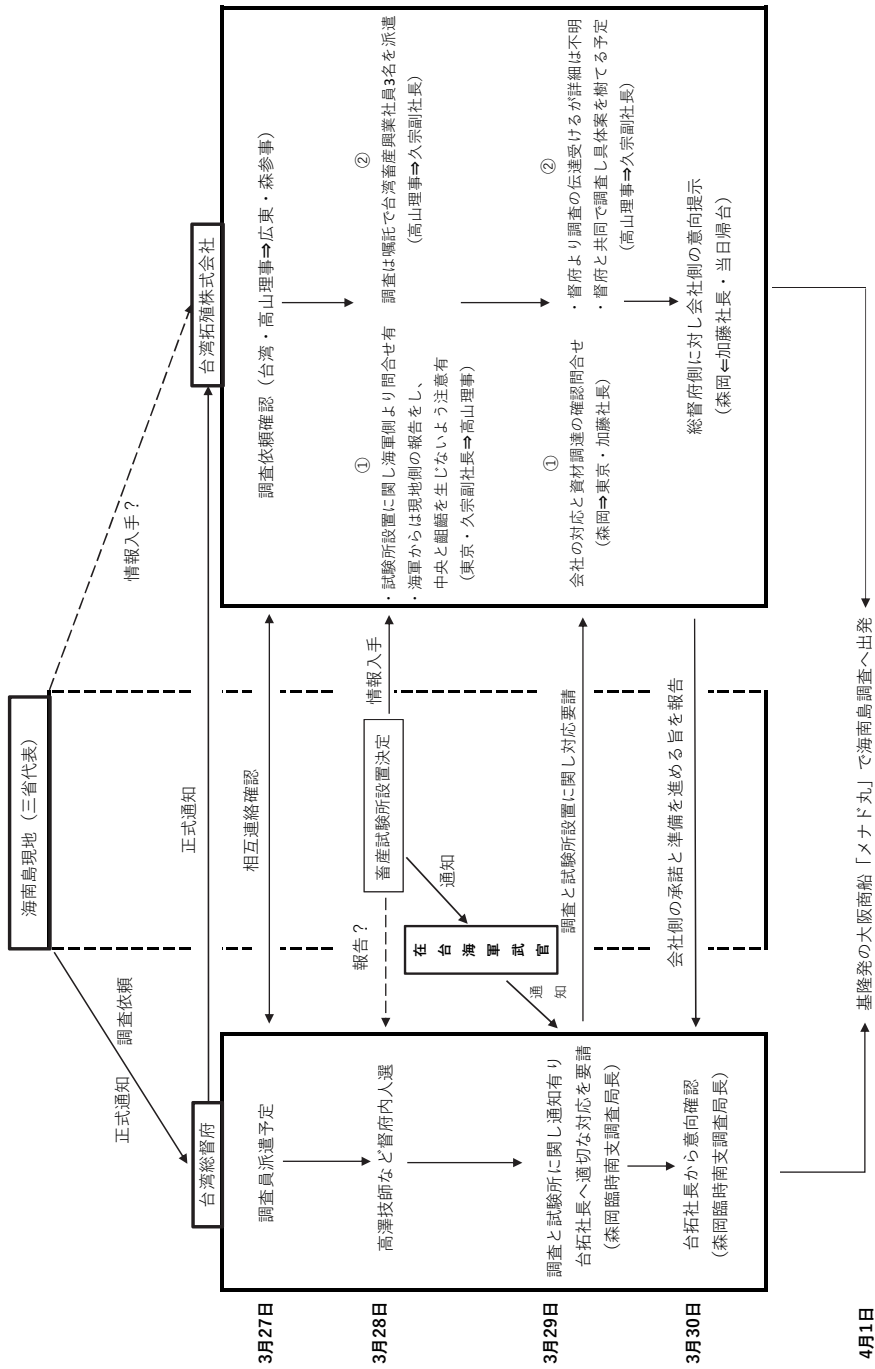 海南島現地（三省代表）
正式通知
調査依頼
情報入手？
台湾総督府
正式通知
台湾拓殖株式会社
3月27日
調査員派遣予定
相互連絡確認
調査依頼確認（台湾・高山理事⇒広東・森参事）
3月28日
高澤技師など督府内人選
報告？
畜産試験所設置決定
情報入手
通知
在台海軍武官
通知
①
・試験所設置に関し海軍側より問合せ有
・海軍からは現地側の報告をし、
中央と齟齬を生じないよう注意有
(東京・久宗副社長⇒高山理事)
②
調査は嘱託で台湾畜産興業社員3名を派遣
(高山理事⇒久宗副社長)
3月29日
調査と試験所に関し通知有り
台拓社長へ適切な対応を要請
(森岡臨時南支調査局長)
調査と試験所設置に関し対応要請
①
会社の対応と資材調達の確認問合せ
(森岡⇒東京・加藤社長)
②
・督府より調査の伝達受けるが詳細は不明
・督府と共同で調査し具体案を樹てる予定
(高山理事⇒久宗副社長)
3月30日
台拓社長から意向確認
(森岡臨時南支調査局長)
会社側の承諾と準備を進める旨を報告
総督府側に対し会社側の意向提示
(森岡⇐加藤社長・当日帰台)
4月1日
基隆発の大阪商船「メナド丸」で海南島調査へ出発